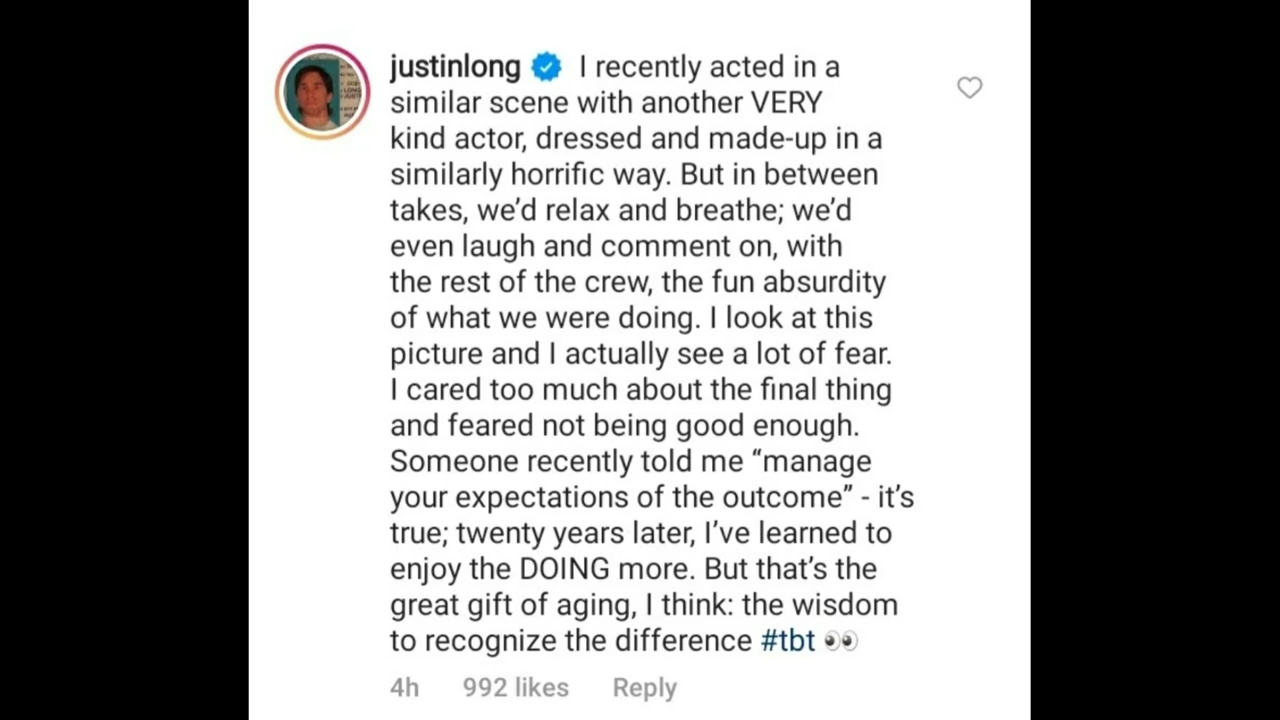 justinlong I recently acted in a
similar scene with another VERY
kind actor, dressed and made-up in a
similarly horrific way. But in between
takes, we’d relax and breathe; we’d
even laugh and comment on, with
the rest of the crew, the fun absurdity
of what we were doing. I look at this
picture and I actually see a lot of fear.
I cared too much about the final thing
and feared not being good enough.
Someone recently told me “manage
your expectations of the outcome” - it’s
true; twenty years later, I’ve learned to
enjoy the DOING more. But that’s the
great gift of aging, I think: the wisdom
to recognize the difference #tbt 👀
4h 992 likes Reply